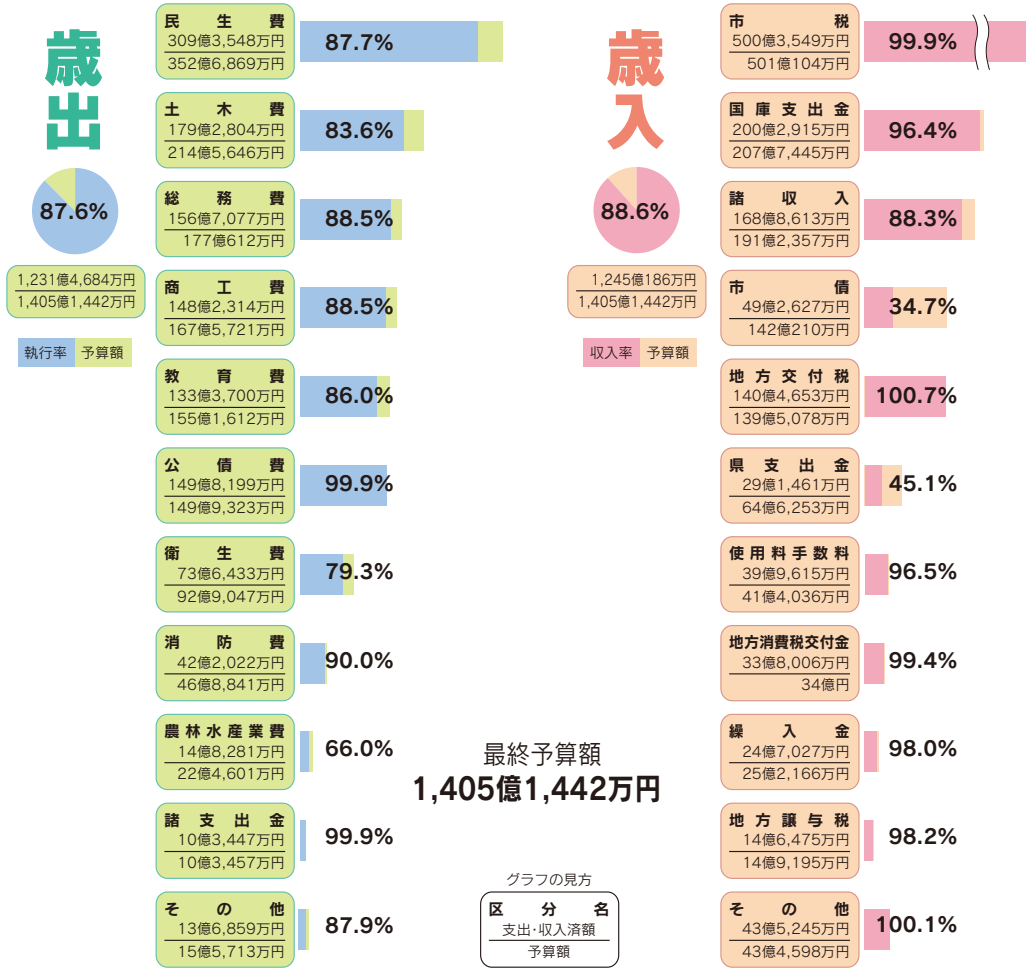 歳出
87.6%
1,231億4,684万円
1,405億1,442万円
執行率 予算額
民生費
309億3,548万円
352億6,869万円
87.7%
土木費
179億2,804万円
214億5,646万円
83.6%
総務費
156億7,077万円
177億612万円
88.5%
商工費
148億2,314万円
167億5,721万円
88.5%
教育費
133億3,700万円
155億1,612万円
86.0%
公債費
149億8,199万円
149億9,323万円
99.9%
衛生費
73億6,433万円
92億9,047万円
79.3%
消防費
42億2,022万円
46億8,841万円
90.0%
農林水産業費
14億8,281万円
22億4,601万円
66.0%
諸支出金
10億3,447万円
10億3,457万円
99.9%
その他
13億6,859万円
15億5,713万円
87.9%
最終予算額
1,405億1,442万円
グラフの見方
区分名
支出・収入済額
予算額
歳入
88.6%
1,245億186万円
1,405億1,442万円
収入率 予算額
市税
500億3,549万円
501億104万円
99.9%
国庫支出金
200億2,915万円
207億7,445万円
96.4%
諸収入
168億8,613万円
191億2,357万円
88.3%
市債
49億2,627万円
142億210万円
34.7%
地方交付税
140億4,653万円
139億5,078万円
100.7%
県支出金
29億1,461万円
64億6,253万円
45.1%
使用料手数料
39億9,615万円
41億4,036万円
96.5%
地方消費税交付金
33億8,006万円
34億円
99.4%
繰入金
24億7,027万円
25億2,166万円
98.0%
地方譲与税
14億6,475万円
14億9,195万円
98.2%
その他
43億5,245万円
43億4,598万円
100.1%